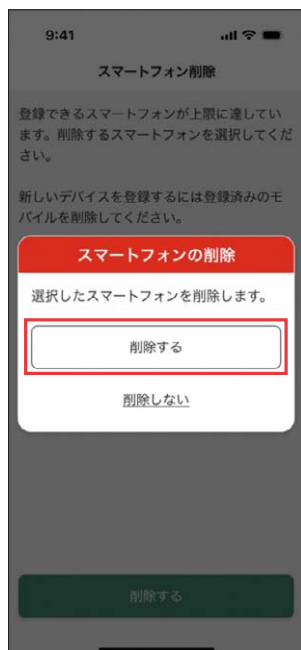 9:41
スマートフォン削除
登録できるスマートフォンが上限に達してい
ます。削除するスマートフォンを選択してくだ
さい。
新しいデバイスを登録するには登録済みのモ
バイルを削除してください。
スマートフォンの削除
選択したスマートフォンを削除します。
削除する
削除しない
削除する